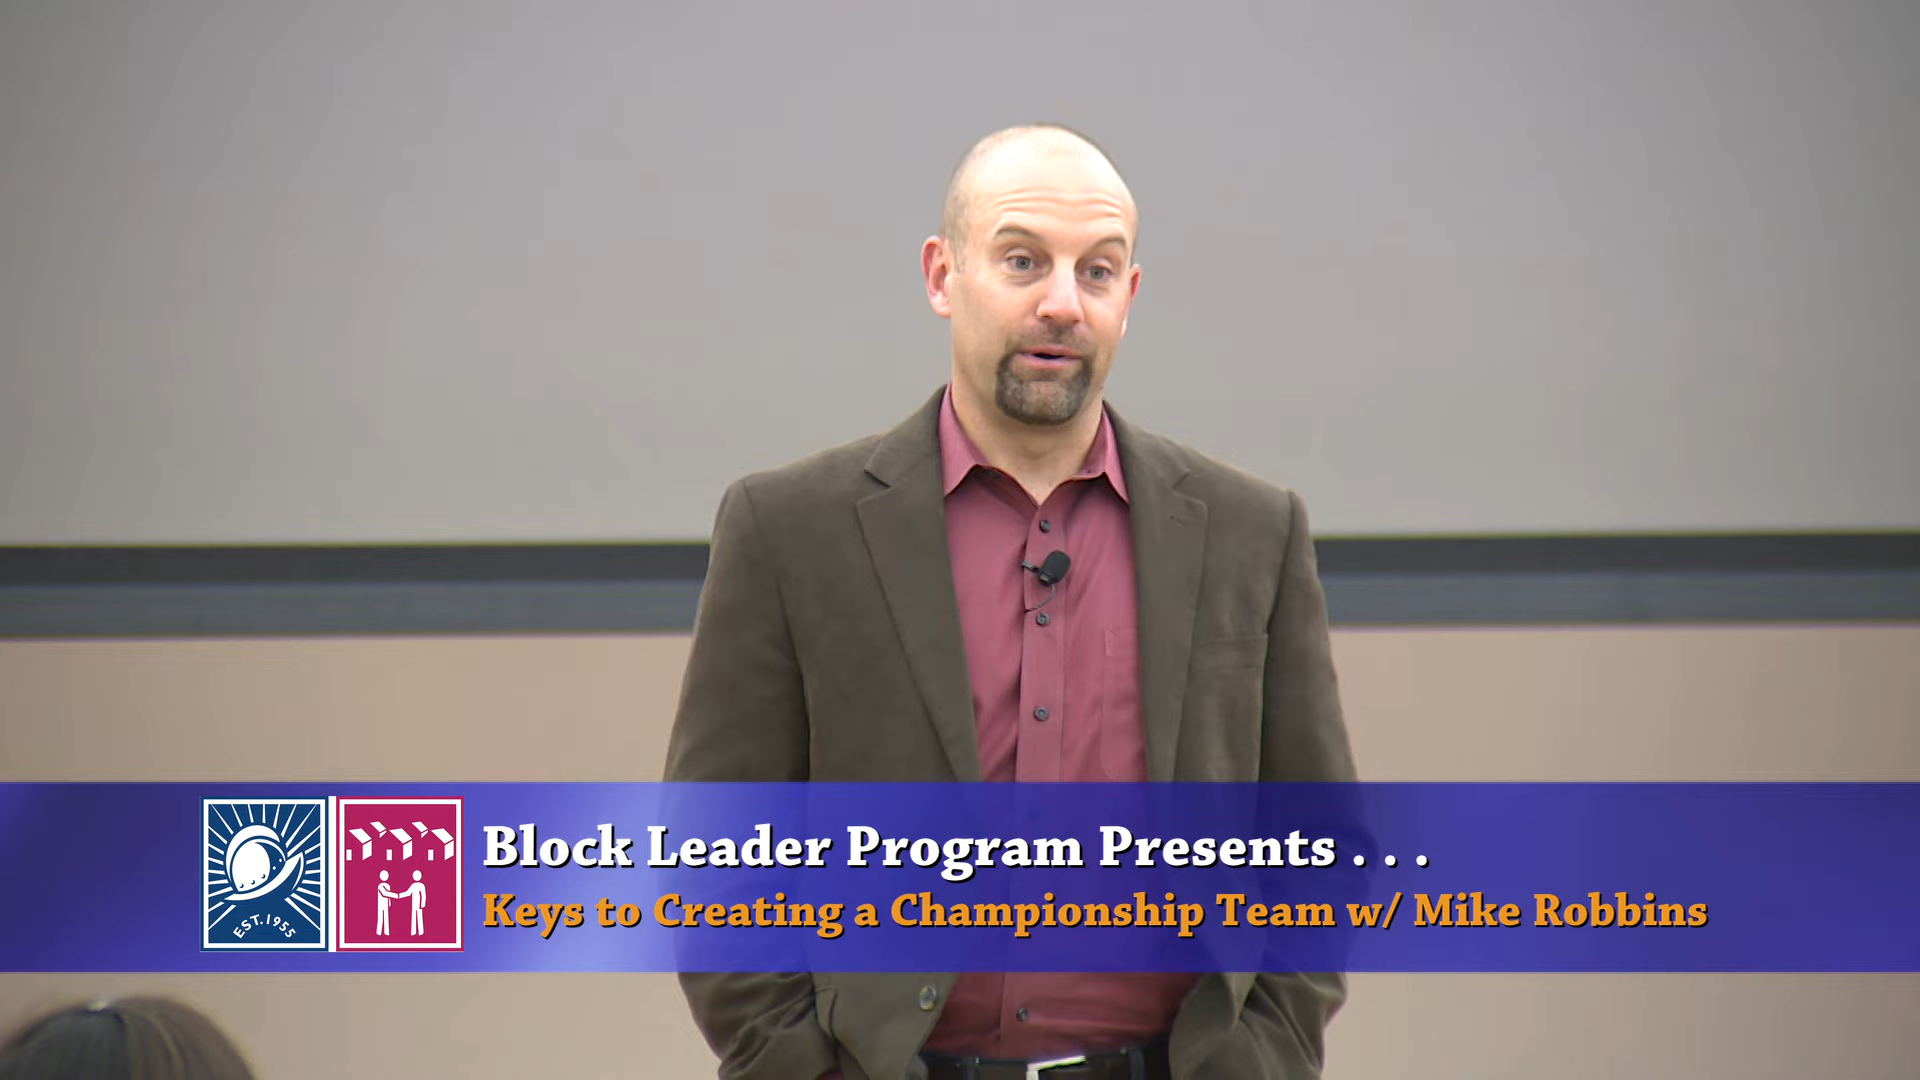 Block Leader Program Presents . . .
Keys to Creating a Championship Team w/ Mike Robbins
EST. 1955